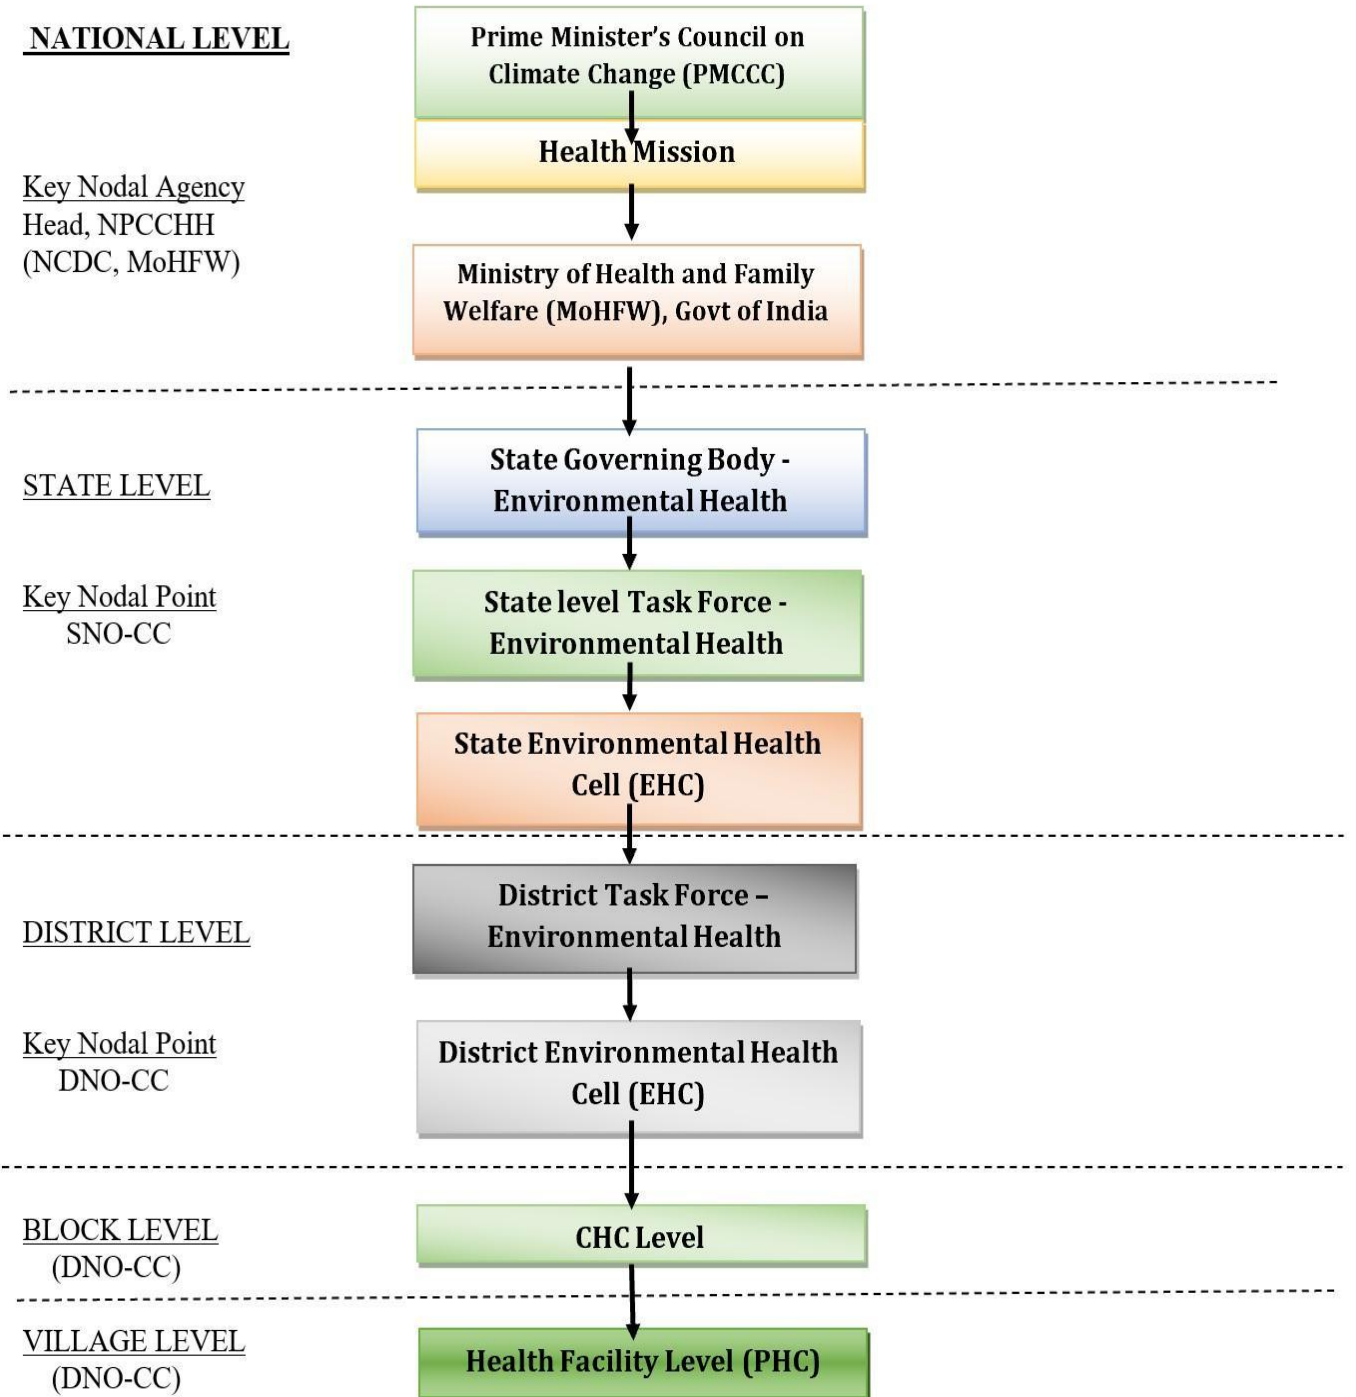 NATIONAL LEVEL
Prime Minister’s Council on
Climate Change (PMCCC)
Health Mission
Key Nodal Agency
Head, NPCCHH
(NCDC, MoHFW)
Ministry of Health and Family
Welfare (MoHFW), Govt of India
STATE LEVEL
State Governing Body -
Environmental Health
Key Nodal Point
SNO-CC
State level Task Force -
Environmental Health
State Environmental Health
Cell (EHC)
DISTRICT LEVEL
District Task Force –
Environmental Health
Key Nodal Point
DNO-CC
District Environmental Health
Cell (EHC)
BLOCK LEVEL
(DNO-CC)
CHC Level
VILLAGE LEVEL
(DNO-CC)
Health Facility Level (PHC)